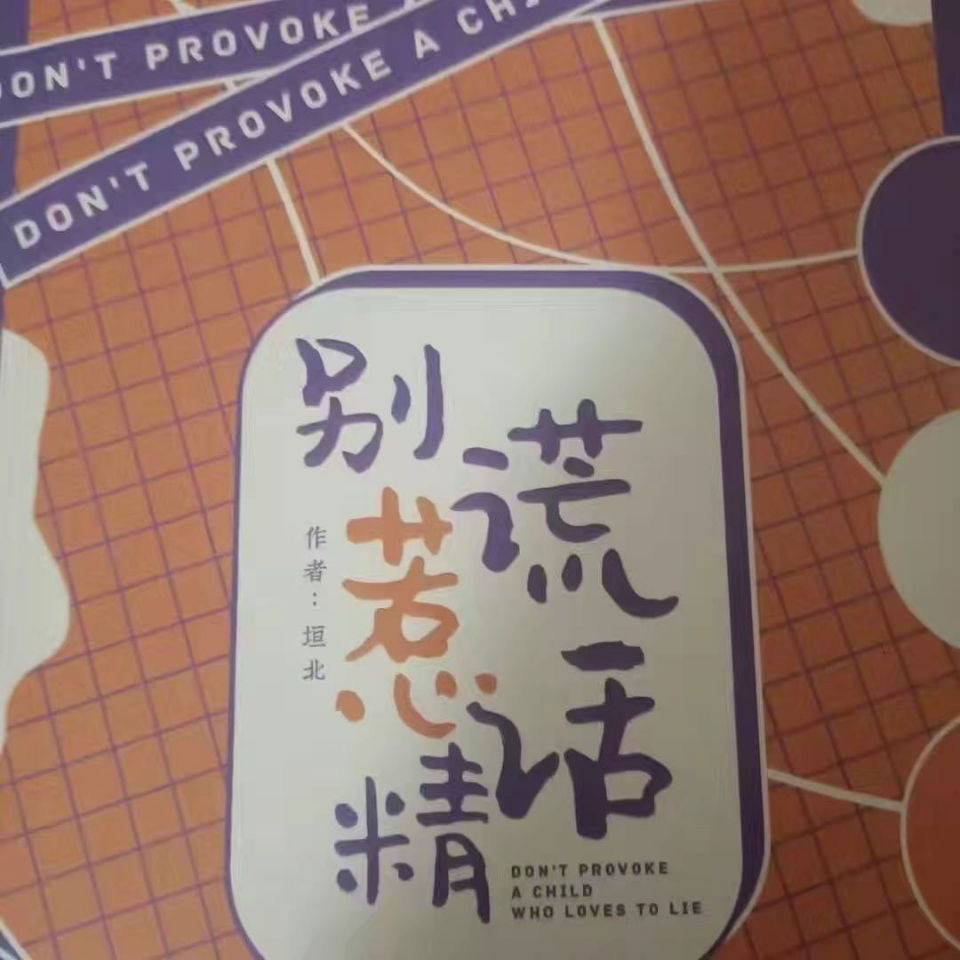 DON'T PROVOKE
DON'T PROVOKE A CH
别惹谎话精
作者：垣北
DON'T PROVOKE
A CHILD
WHO LOVES TO LIE